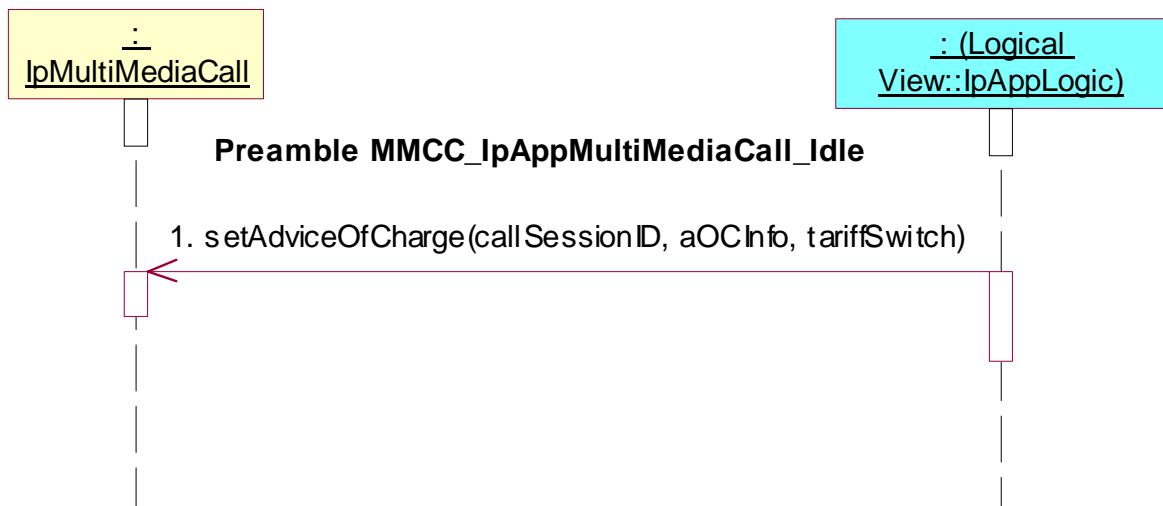 :
IpMultiMediaCall
: (Logical
View::IpAppLogic)
Preamble MMCC_IpAppMultiMediaCall_Idle
1. setAdviceOfCharge(callSessionID, aOCInfo, tariffSwitch)